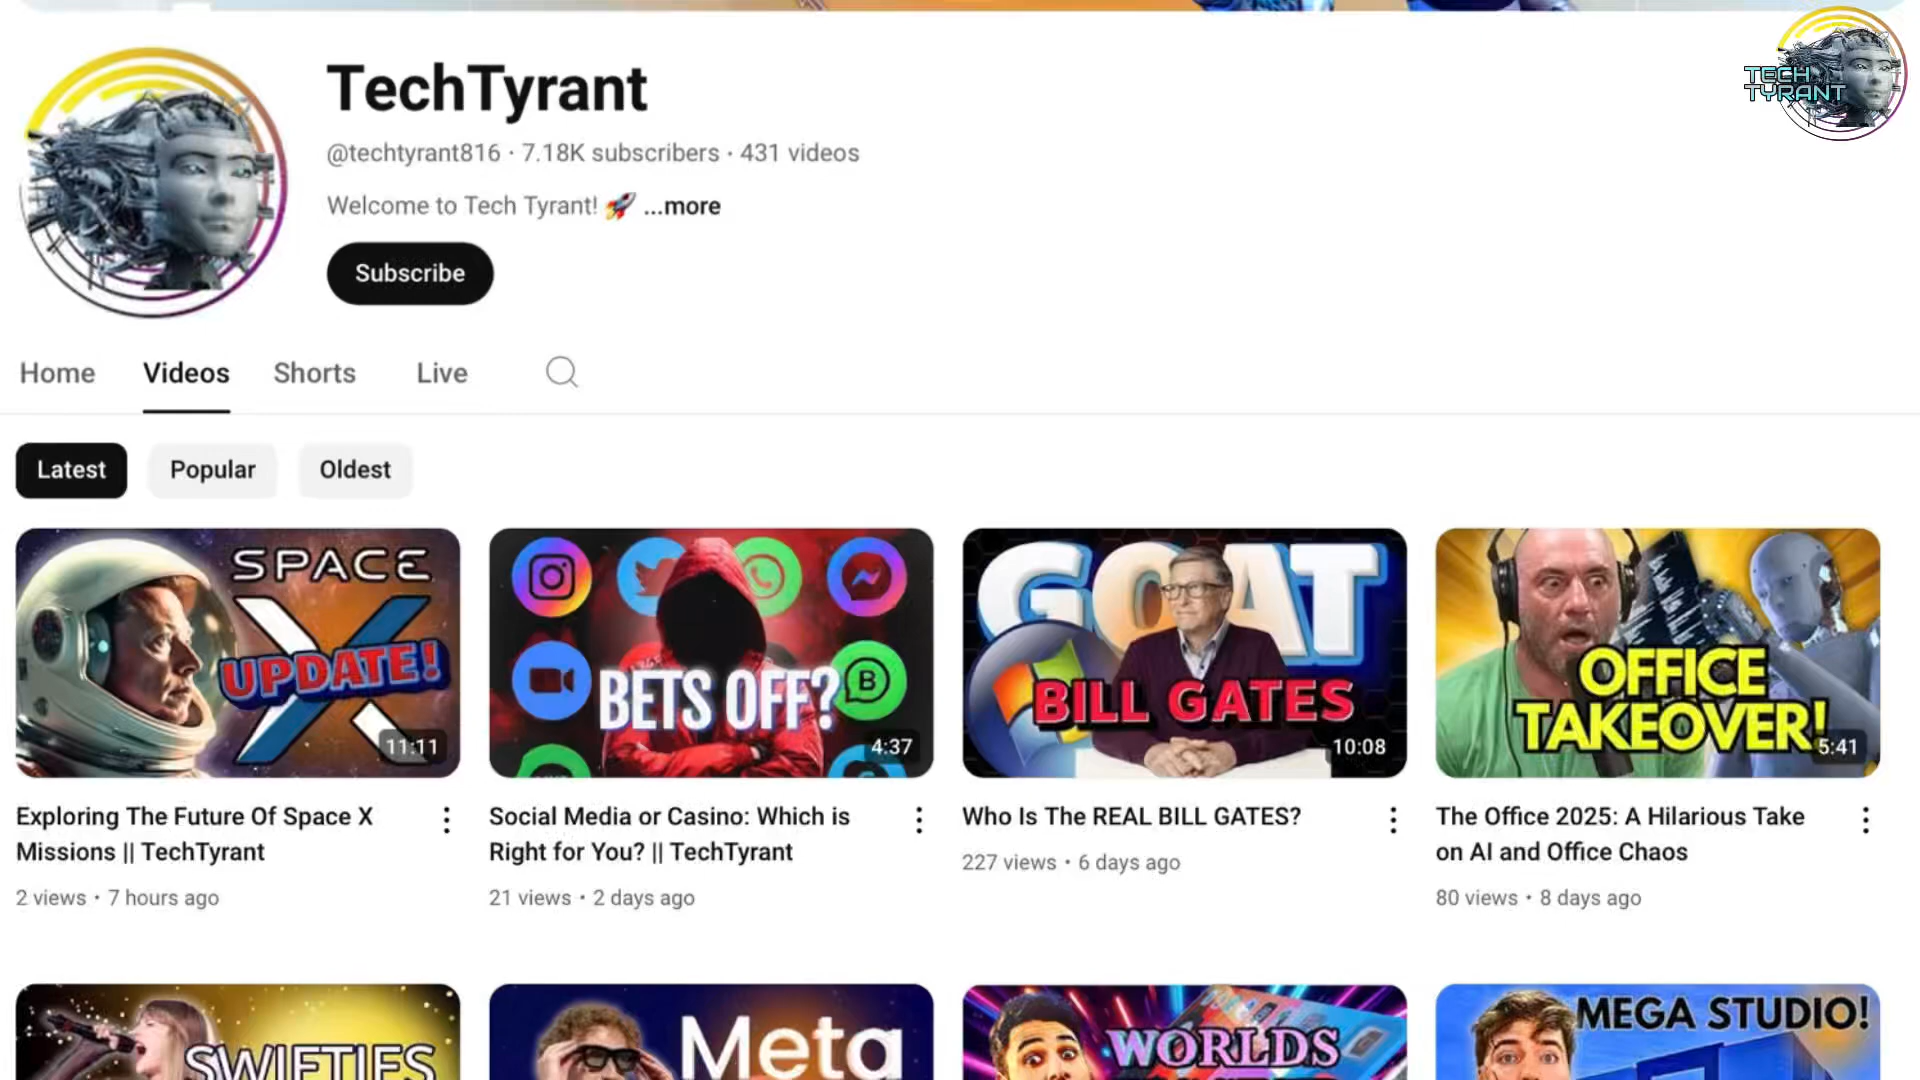 TECH
TYRANT
TechTyrant
@techtyrant816 · 7.18K subscribers · 431 videos
Welcome to Tech Tyrant! 🚀 ...more
Subscribe
Home Videos Shorts Live
Latest Popular Oldest
SPACE
X
UPDATE!
11:11
BETS OFF?
B
4:37
GOAT
BILL GATES
10:08
OFFICE
TAKEOVER!
5:41
Exploring The Future Of Space X
Missions || TechTyrant
2 views • 7 hours ago
Social Media or Casino: Which is
Right for You? || TechTyrant
21 views • 2 days ago
Who Is The REAL BILL GATES?
227 views • 6 days ago
The Office 2025: A Hilarious Take
on AI and Office Chaos
80 views • 8 days ago
SWIFTIES
Meta
WORLDS
MEGA STUDIO!